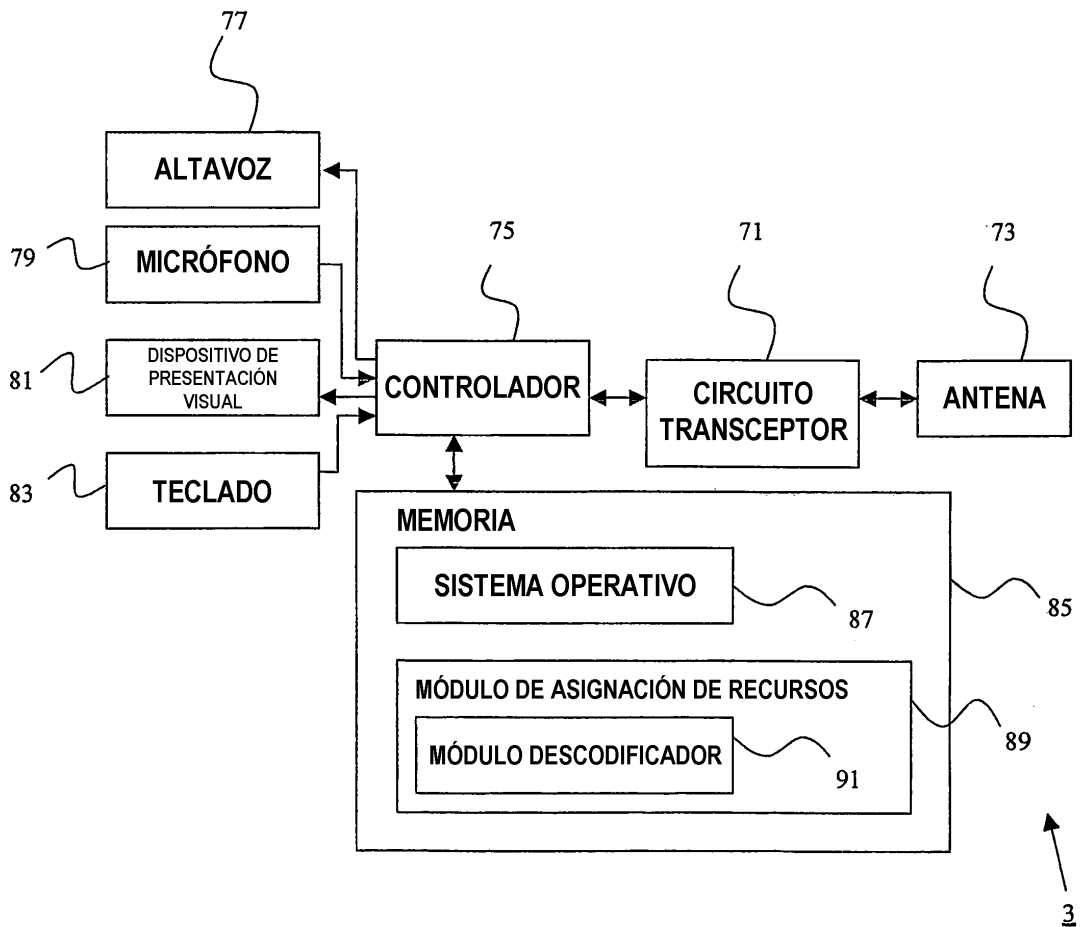 77
ALTAVOZ
79
MICRÓFONO
75
71
73
81
DISPOSITIVO DE
PRESENTACIÓN
VISUAL
CONTROLADOR
CIRCUITO
TRANSCEPTOR
ANTENA
83
TECLADO
MEMORIA
SISTEMA OPERATIVO
87
85
MÓDULO DE ASIGNACIÓN DE RECURSOS
89
MÓDULO DESCODIFICADOR
91
3